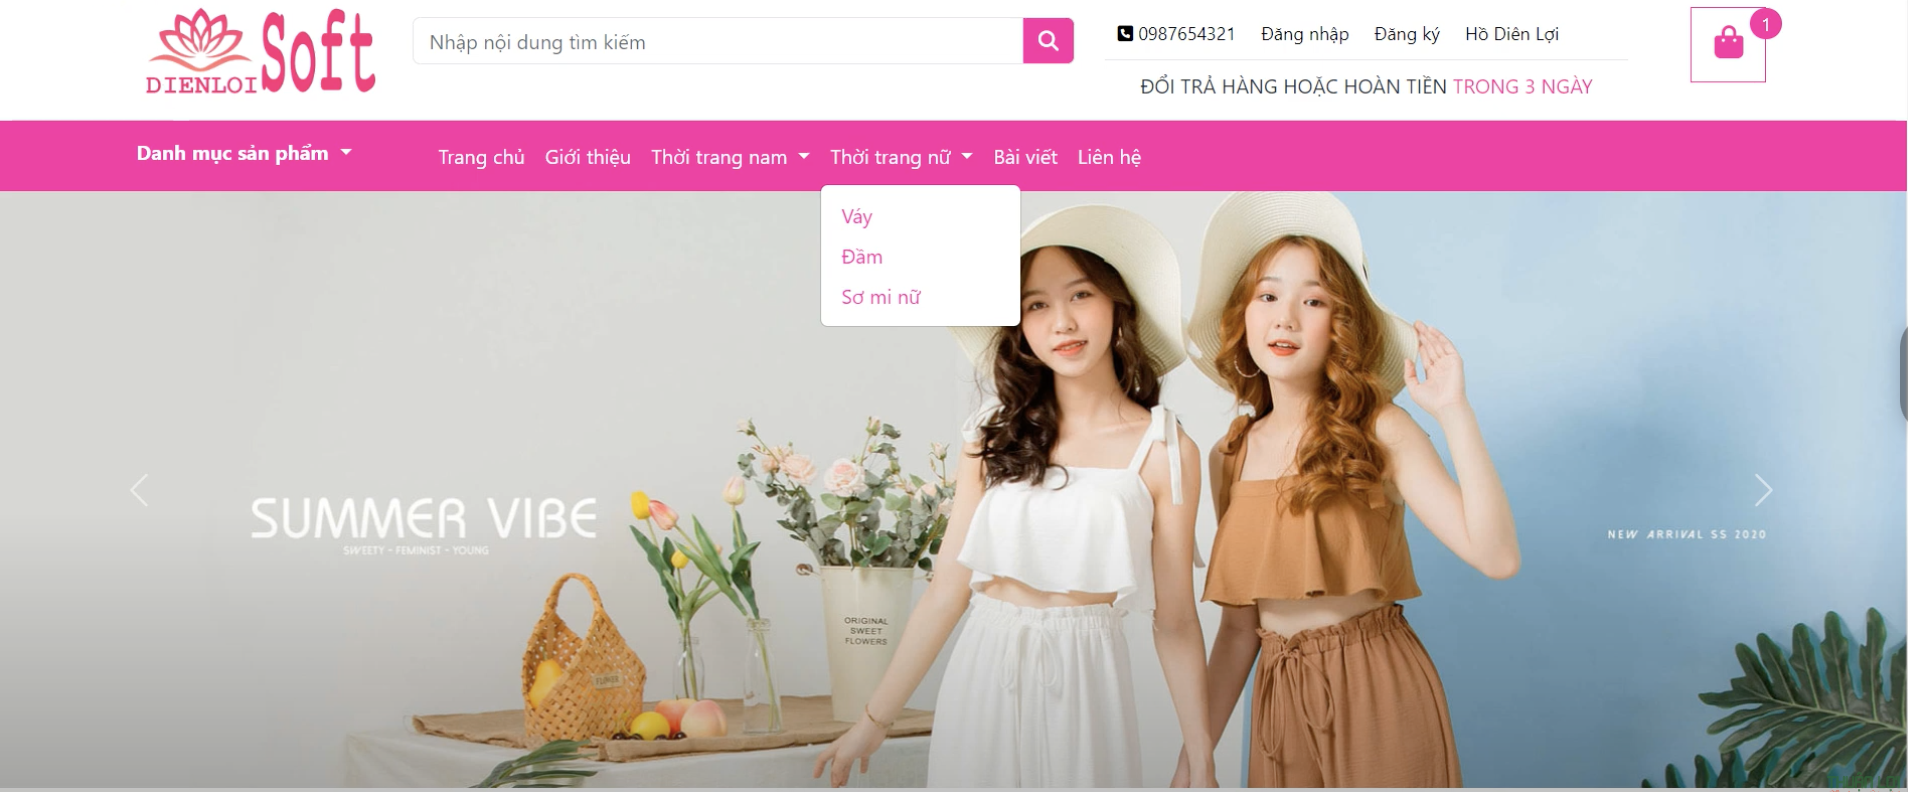 DIENLOI Soft
Nhập nội dung tìm kiếm
0987654321 Đăng nhập Đăng ký Hồ Diên Lợi
1
ĐỔI TRẢ HÀNG HOẶC HOÀN TIỀN TRONG 3 NGÀY
Danh mục sản phẩm Trang chủ Giới thiệu Thời trang nam Thời trang nữ Bài viết Liên hệ
Váy
Đầm
Sơ mi nữ
SUMMER VIBE
SWEETY - FEMINIST - YOUNG
NEW ARRIVAL SS 2020
ORIGINAL
SWEET
FLOWERS